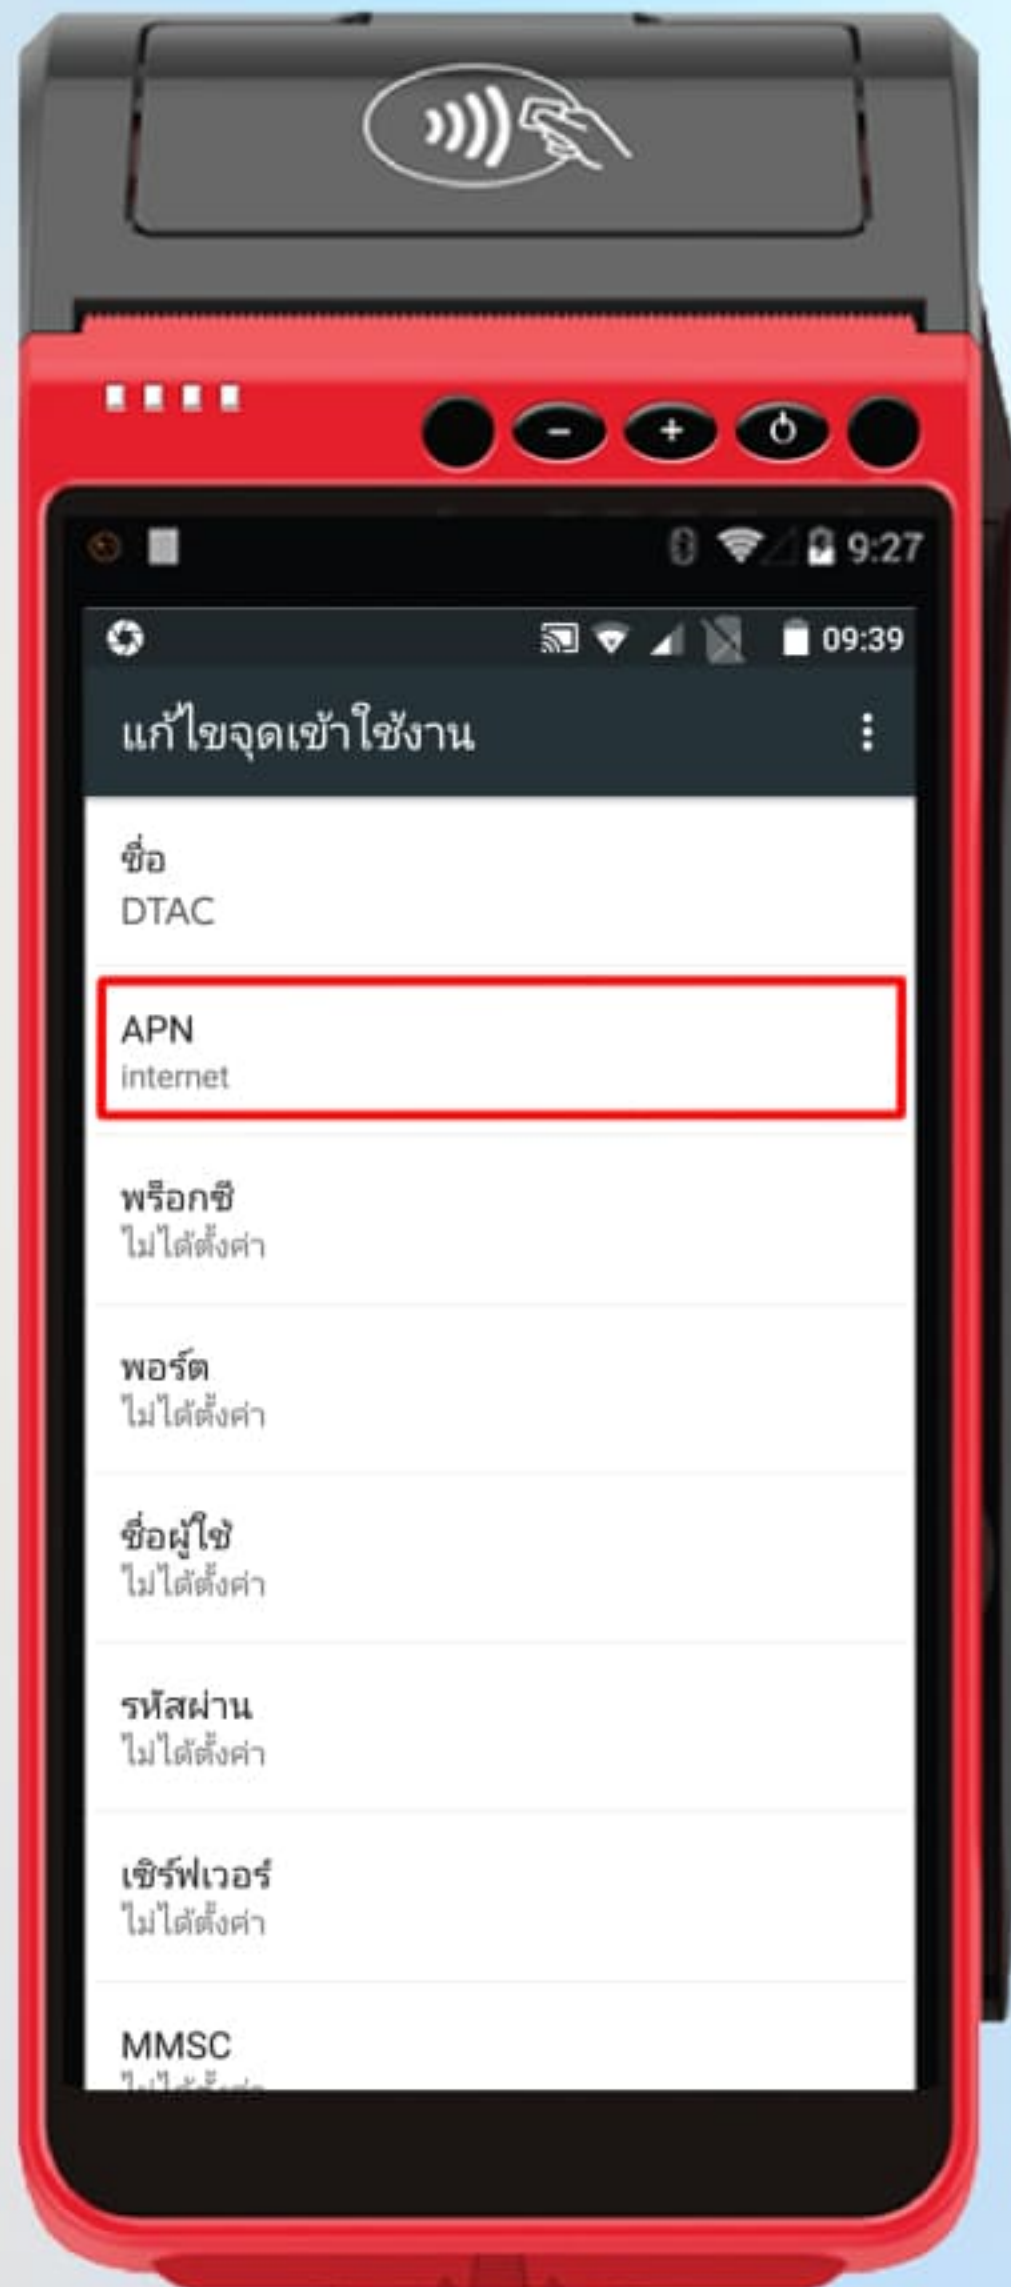 9:27
09:39
แก้ไขจุดเข้าใช้งาน
ชื่อ
DTAC
APN
internet
พร็อกซี
ไม่ได้ตั้งค่า
พอร์ต
ไม่ได้ตั้งค่า
ชื่อผู้ใช้
ไม่ได้ตั้งค่า
รหัสผ่าน
ไม่ได้ตั้งค่า
เซิร์ฟเวอร์
ไม่ได้ตั้งค่า
MMSC